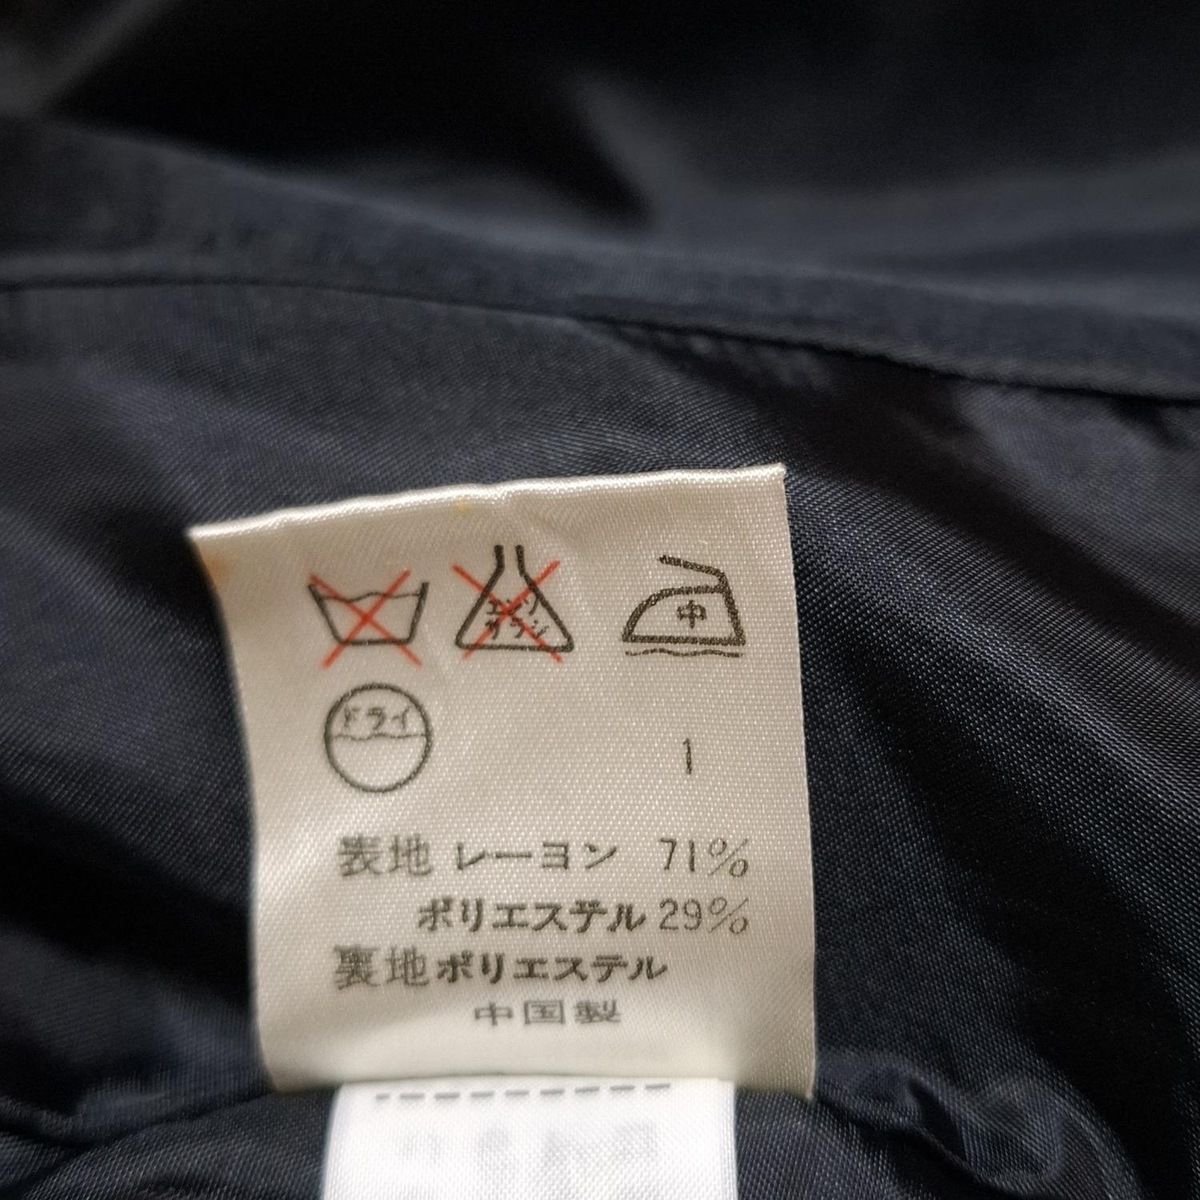 エンソ
サラシ
中
ドライ
1
表地 レーヨン 71%
ポリエステル 29%
裏地ポリエステル
中国製